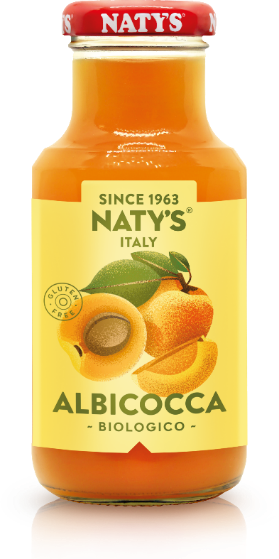 NATY'S
SINCE 1963
NATY'S®
ITALY
GLUTEN
FREE
ALBICOCCA
- BIOLOGICO -